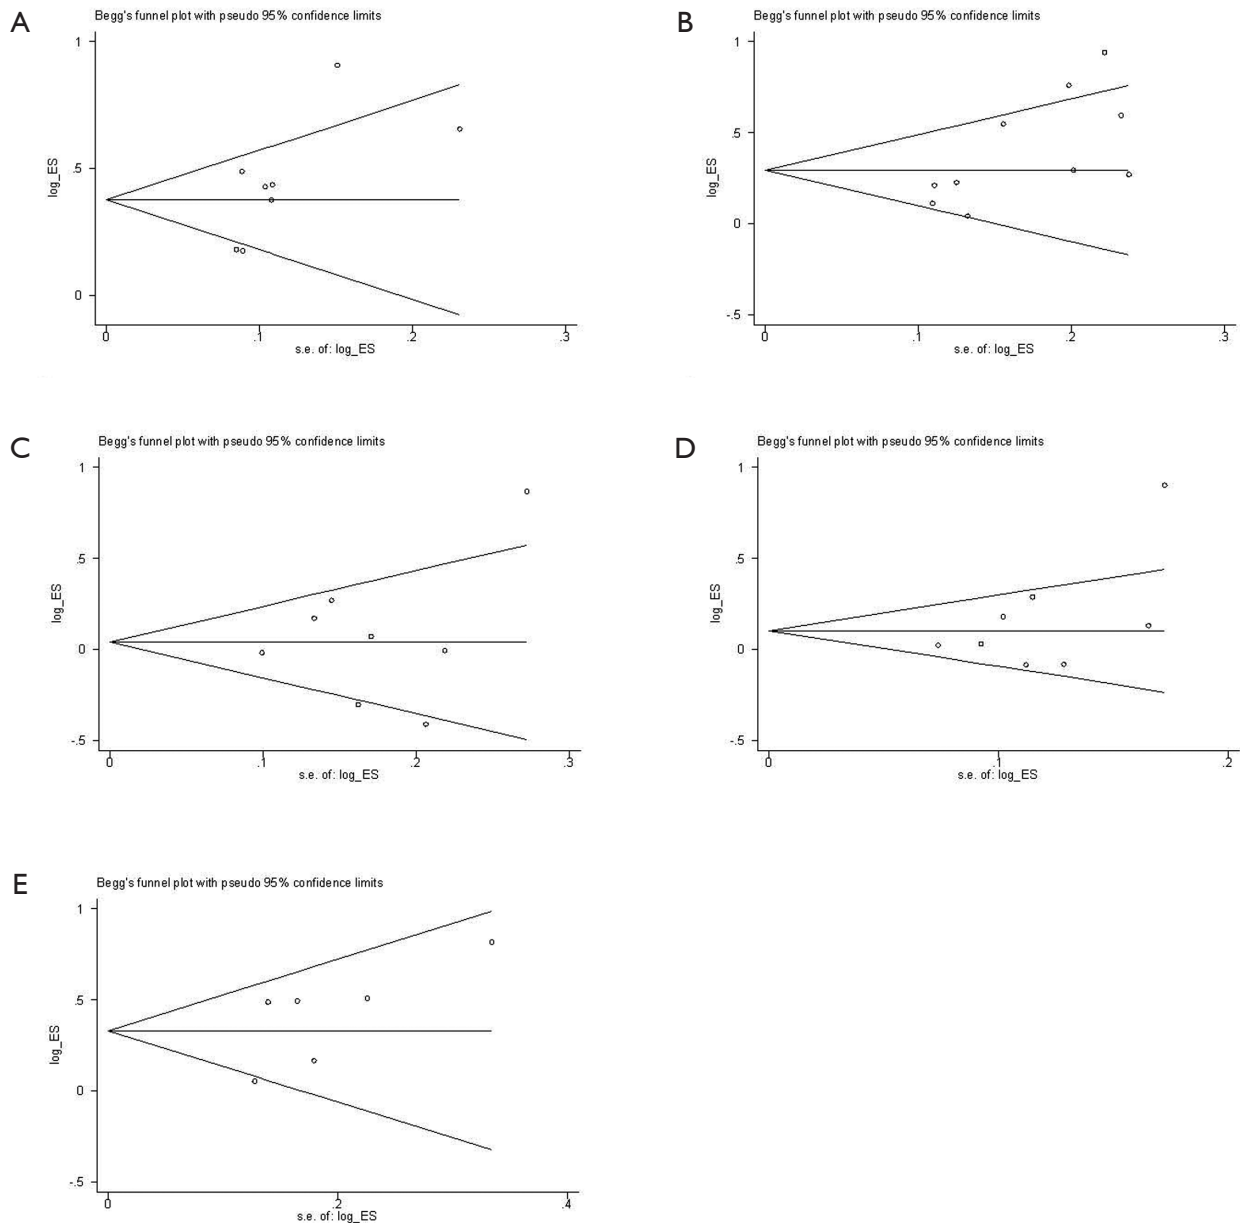 A
Begg's funnel plot with pseudo 95% confidence limits
log_ES
1
.5
0
0
.1
.2
.3
s.e. of: log_ES
B
Begg's funnel plot with pseudo 95% confidence limits
log_ES
1
.5
0
-.5
0
.1
.2
.3
s.e. of: log_ES
C
Begg's funnel plot with pseudo 95% confidence limits
log_ES
1
.5
0
-.5
0
.1
.2
.3
s.e. of: log_ES
D
Begg's funnel plot with pseudo 95% confidence limits
log_ES
1
.5
0
-.5
0
.1
.2
s.e. of: log_ES
E
Begg's funnel plot with pseudo 95% confidence limits
log_ES
1
.5
0
-.5
0
.2
.4
s.e. of: log_ES